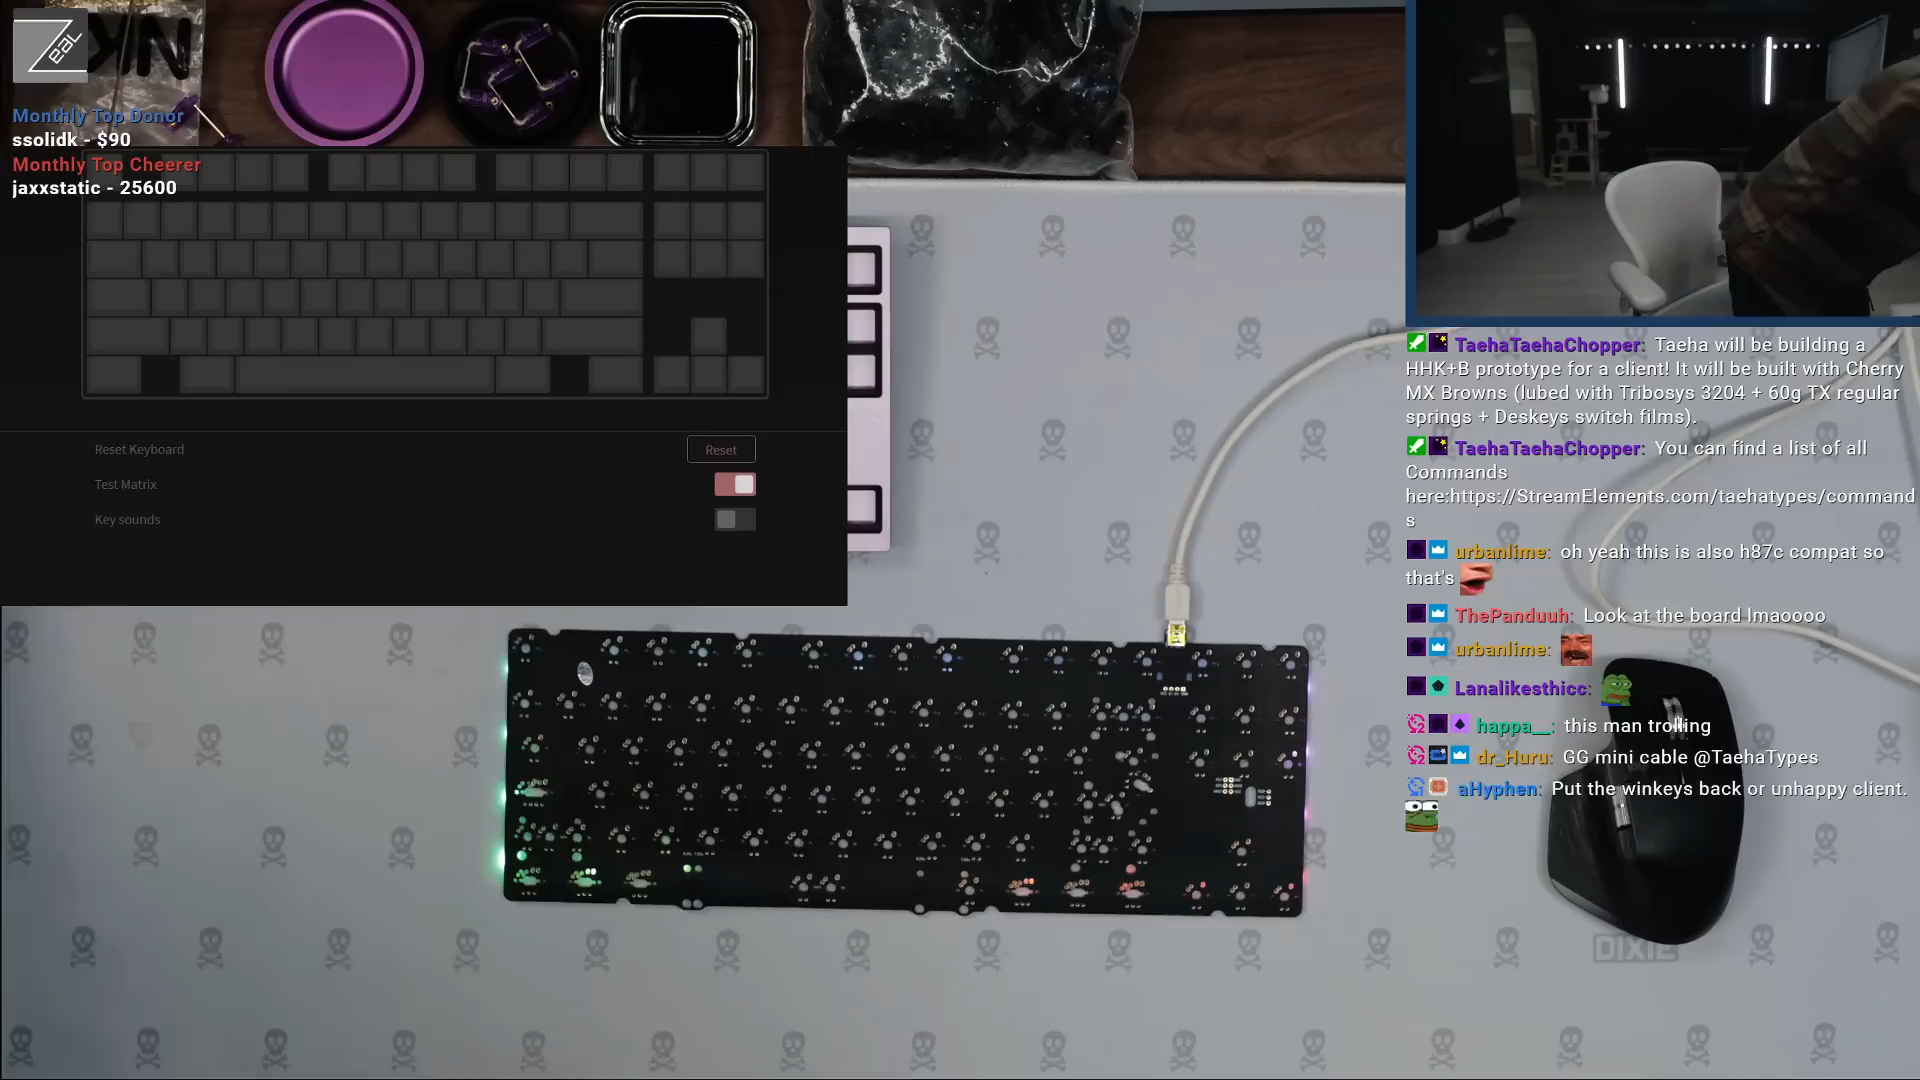 Zeal
Monthly Top Donor
ssolidk - $90
Monthly Top Cheerer
jaxxstatic - 25600
Reset Keyboard
Reset
Test Matrix
Key sounds
TaehaTaehaChopper: Taeha will be building a
HHK+B prototype for a client! It will be built with Cherry
MX Browns (lubed with Tribosys 3204 + 60g TX regular
springs + Deskeys switch films).
TaehaTaehaChopper: You can find a list of all
Commands
here:https://StreamElements.com/taehatypes/command
s
urbanlime: oh yeah this is also h87c compat so
that's
ThePanduuh: Look at the board lmaoooo
urbanlime:
Lanalikesthicc:
happa__: this man trolling
dr_Huru: GG mini cable @TaehaTypes
aHyphen: Put the winkeys back or unhappy client.
DIXIE